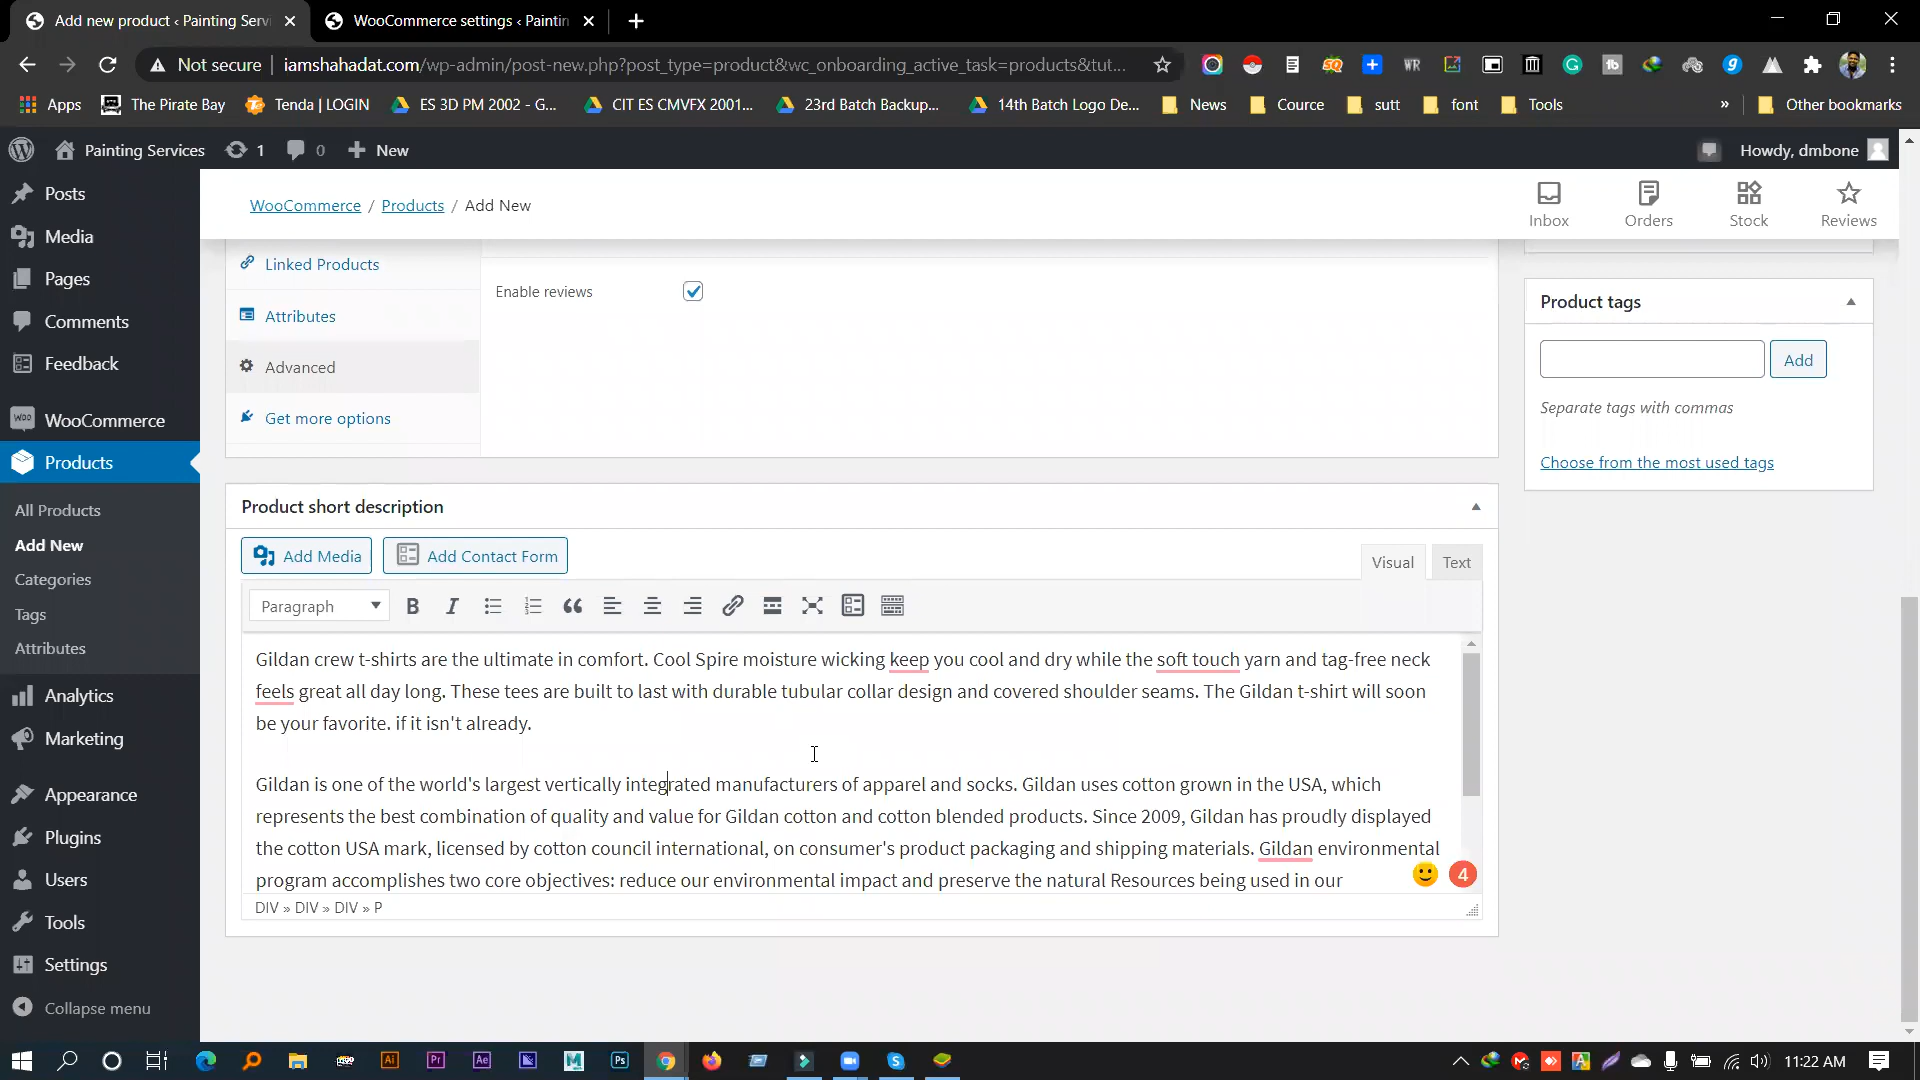 Add new product ‹ Painting Servi
WooCommerce settings ‹ Paintin
Not secure
iamshahadat.com/wp-admin/post-new.php?post_type=product&wc_onboarding_active_task=products&tut...
Apps
The Pirate Bay
Tenda | LOGIN
ES 3D PM 2002 - G...
CIT ES CMVFX 2001...
23rd Batch Backup...
14th Batch Logo De...
News
Cource
sutt
font
Tools
»
Other bookmarks
Painting Services
1
0
New
Howdy, dmbone
Posts
Media
Pages
Comments
Feedback
WooCommerce
Products
All Products
Add New
Categories
Tags
Attributes
Analytics
Marketing
Appearance
Plugins
Users
Tools
Settings
Collapse menu
WooCommerce / Products / Add New
Inbox
Orders
Stock
Reviews
Linked Products
Attributes
Advanced
Get more options
Enable reviews
Product tags
Add
Separate tags with commas
Choose from the most used tags
Product short description
Add Media
Add Contact Form
Visual
Text
Paragraph
Gildan crew t-shirts are the ultimate in comfort. Cool Spire moisture wicking keep you cool and dry while the soft touch yarn and tag-free neck
feels great all day long. These tees are built to last with durable tubular collar design and covered shoulder seams. The Gildan t-shirt will soon
be your favorite. if it isn't already.
Gildan is one of the world's largest vertically integrated manufacturers of apparel and socks. Gildan uses cotton grown in the USA, which
represents the best combination of quality and value for Gildan cotton and cotton blended products. Since 2009, Gildan has proudly displayed
the cotton USA mark, licensed by cotton council international, on consumer's product packaging and shipping materials. Gildan environmental
program accomplishes two core objectives: reduce our environmental impact and preserve the natural Resources being used in our
4
DIV » DIV » DIV » P
11:22 AM